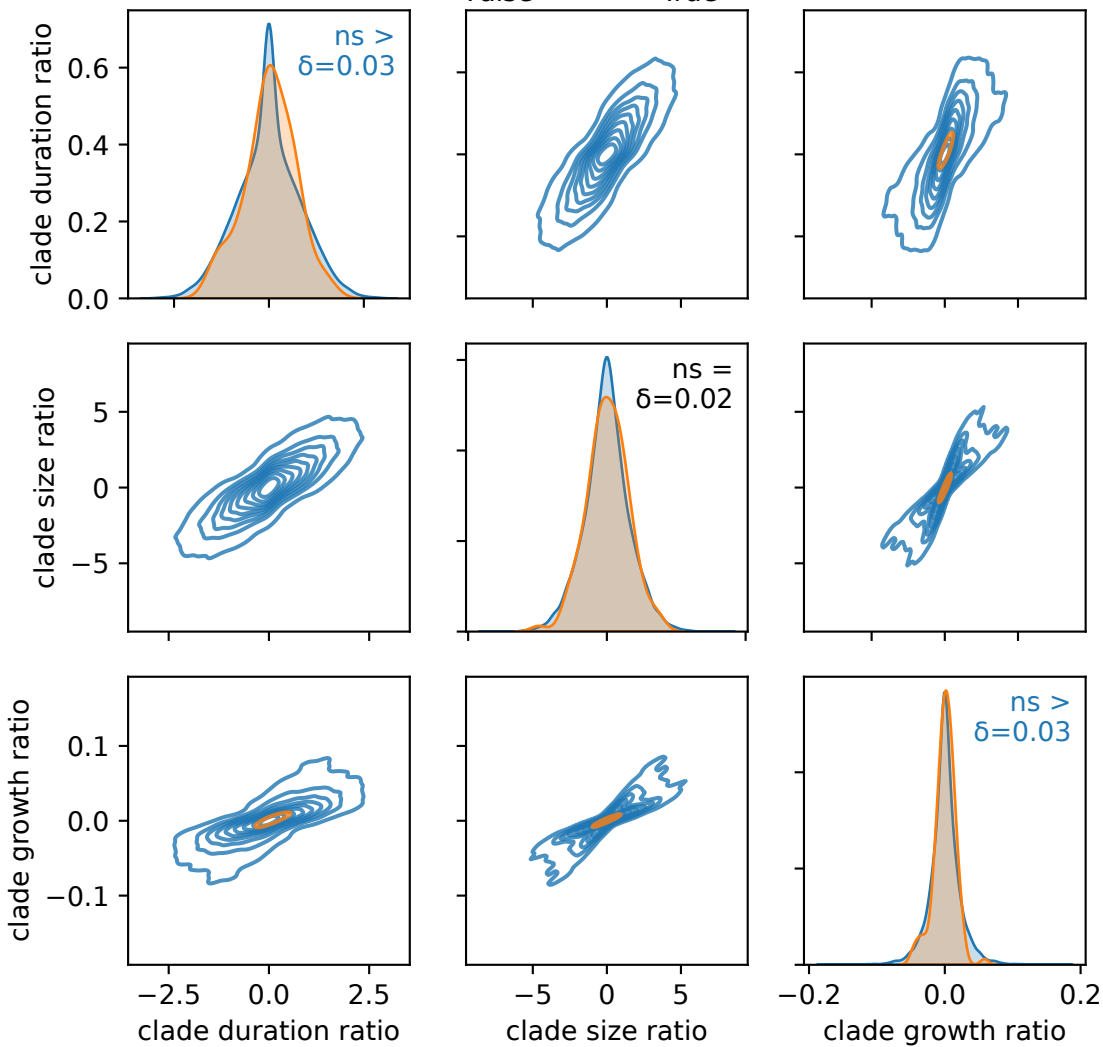 clade duration ratio
0.6
0.4
0.2
0.0
ns >
δ=0.03
clade size ratio
5
0
−5
ns =
δ=0.02
clade growth ratio
0.1
0.0
−0.1
ns >
δ=0.03
−2.5 0.0 2.5
−5 0 5
−0.2 0.0 0.2
clade duration ratio
clade size ratio
clade growth ratio